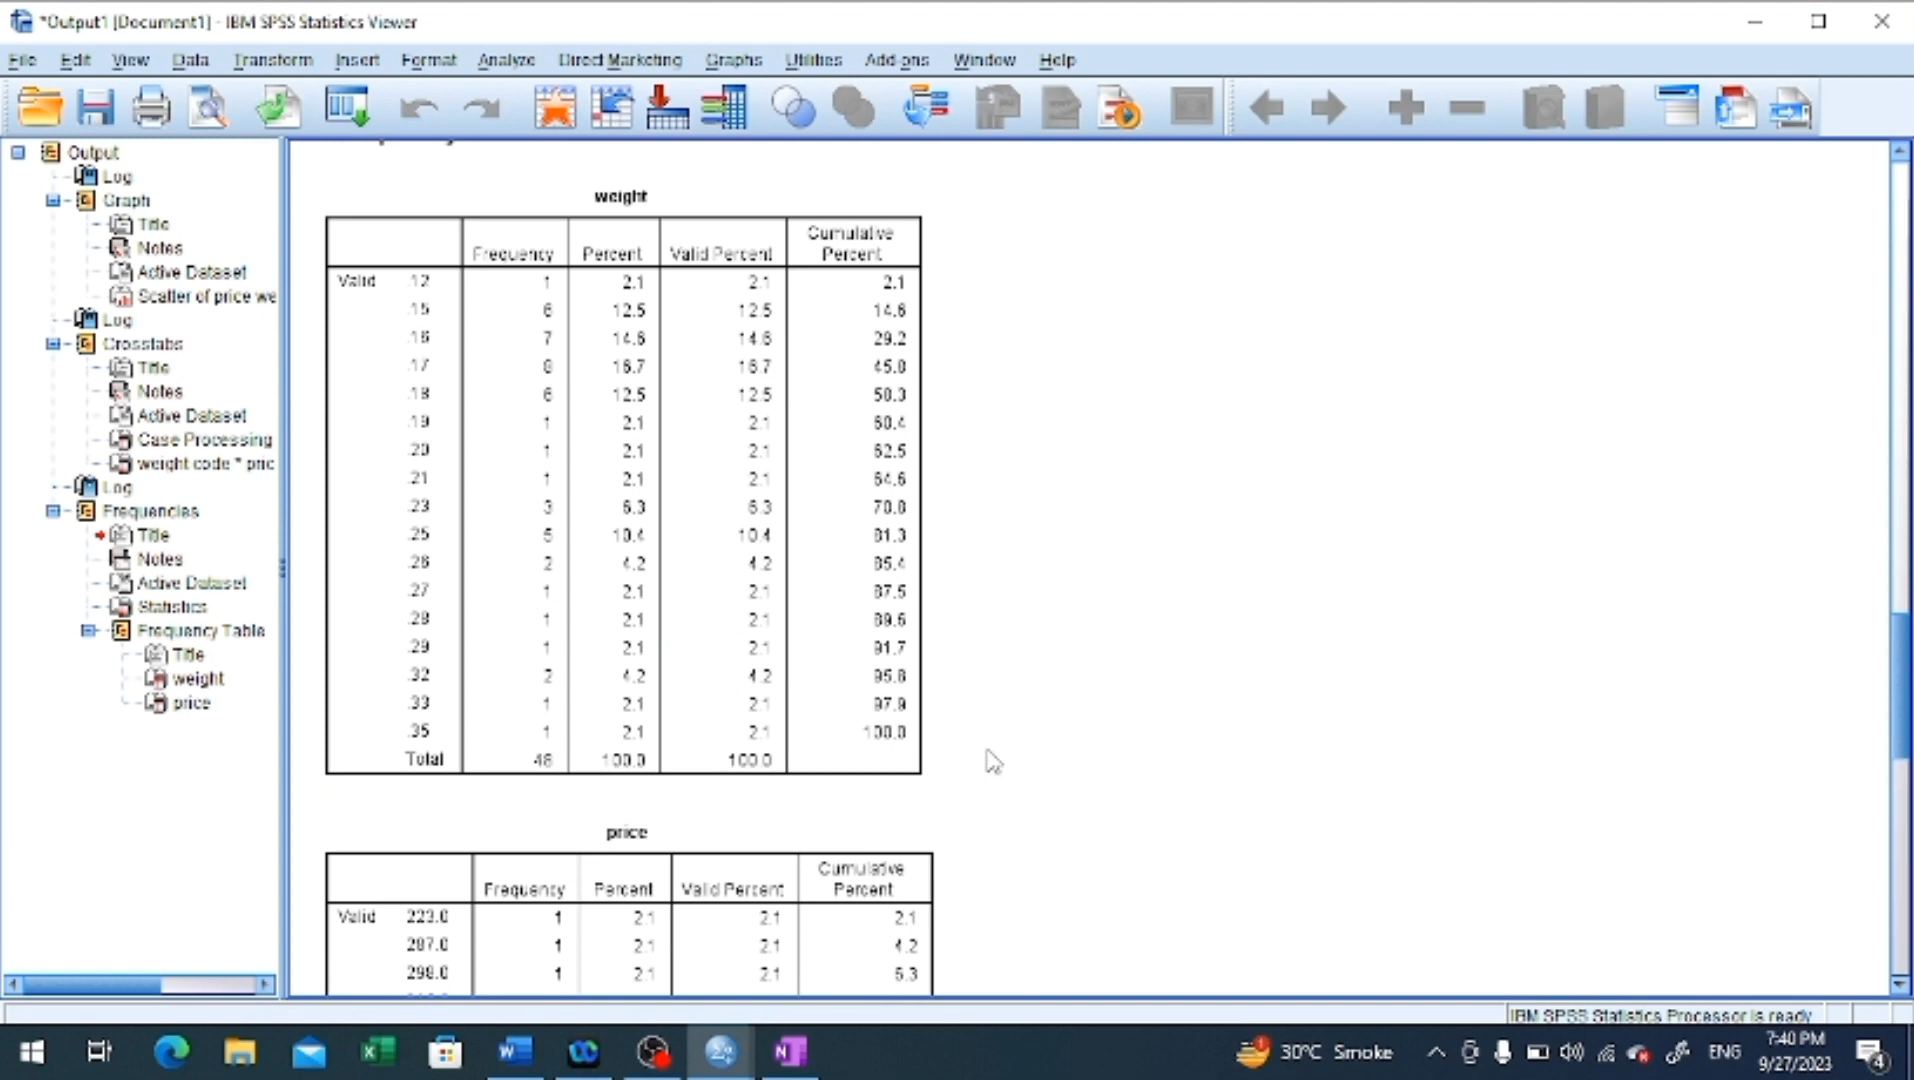 *Output1 [Document1] - IBM SPSS Statistics Viewer
File Edit View Data Transform Insert Format Analyze Direct Marketing Graphs Utilities Add-ons Window Help
Output
Log
Graph
Title
Notes
Active Dataset
Scatter of price we
Log
Crosstabs
Title
Notes
Active Dataset
Case Processing
weight code * pric
Log
Frequencies
Title
Notes
Active Dataset
Statistics
Frequency Table
Title
weight
price
weight
Frequency Percent Valid Percent Cumulative Percent
Valid .12 1 2.1 2.1 2.1
.15 6 12.5 12.5 14.6
.16 7 14.6 14.6 29.2
.17 8 16.7 16.7 45.8
.18 6 12.5 12.5 58.3
.19 1 2.1 2.1 60.4
.20 1 2.1 2.1 62.5
.21 1 2.1 2.1 64.6
.23 3 6.3 6.3 70.8
.25 5 10.4 10.4 81.3
.26 2 4.2 4.2 85.4
.27 1 2.1 2.1 87.5
.28 1 2.1 2.1 89.6
.29 1 2.1 2.1 91.7
.32 2 4.2 4.2 95.8
.33 1 2.1 2.1 97.9
.35 1 2.1 2.1 100.0
Total 48 100.0 100.0
price
Frequency Percent Valid Percent Cumulative Percent
Valid 223.0 1 2.1 2.1 2.1
287.0 1 2.1 2.1 4.2
298.0 1 2.1 2.1 6.3
IBM SPSS Statistics Processor is ready
30°C Smoke
ENG
7:40 PM
9/27/2023